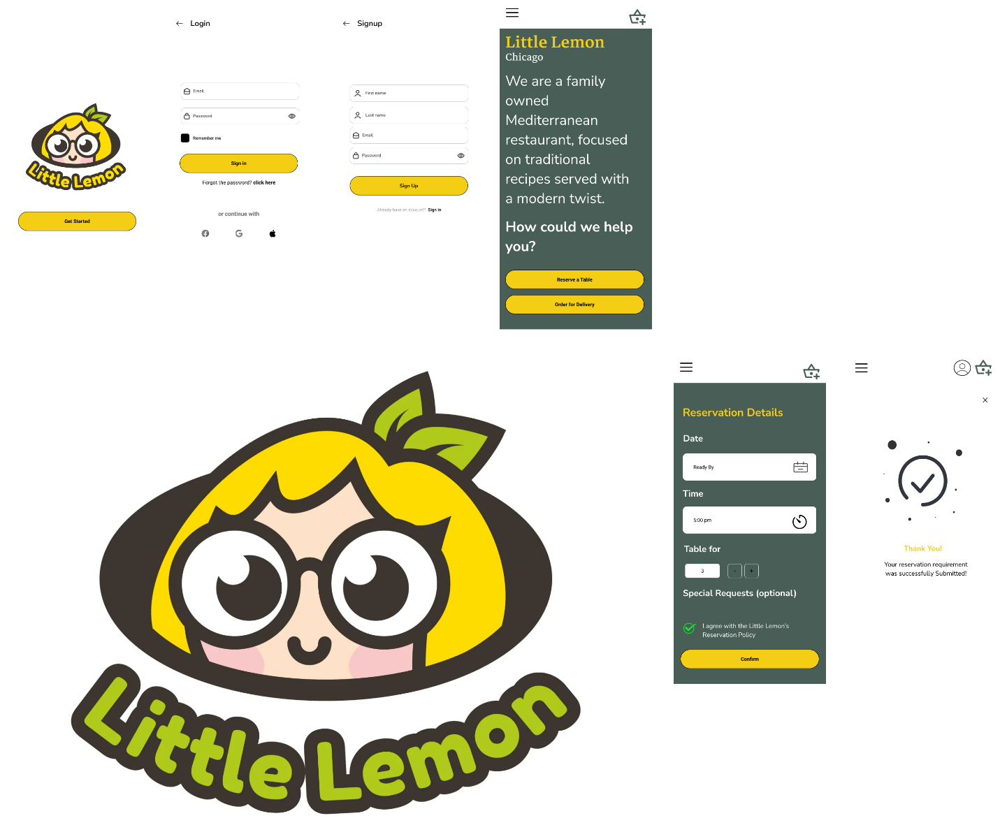 Little Lemon
Get Started
Login
Email
Password
Remember me
Sign in
Forgot the password? click here
or continue with
Signup
First name
Last name
Email
Password
Sign Up
Already have an account? Sign in
Little Lemon
Chicago
We are a family
owned
Mediterranean
restaurant, focused
on traditional
recipes served with
a modern twist.
How could we help
you?
Reserve a Table
Order for Delivery
Little Lemon
Reservation Details
Date
Ready By
Time
5:00 pm
Table for
3 - +
Special Requests (optional)
I agree with the Little Lemon's
Reservation Policy
Confirm
Thank You!
Your reservation requirement
was successfully Submitted!